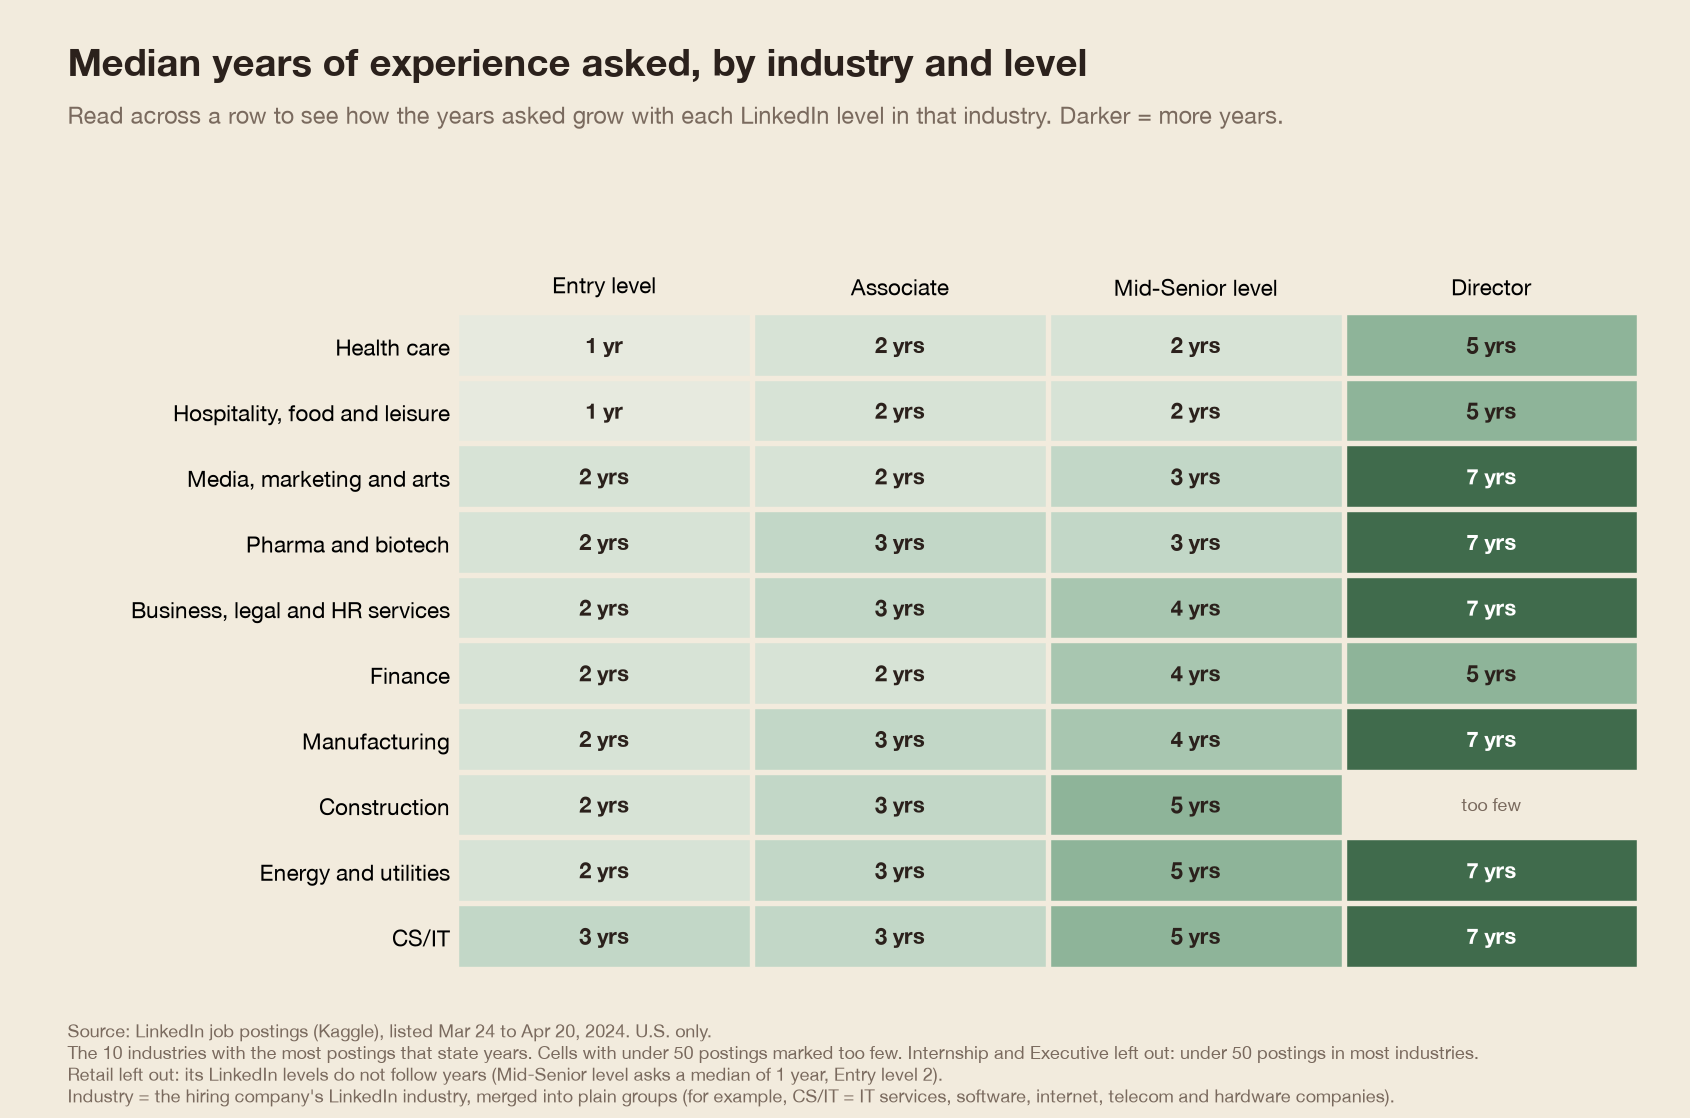 Median years of experience asked, by industry and level
Read across a row to see how the years asked grow with each LinkedIn level in that industry. Darker = more years.
Entry level Associate Mid-Senior level Director
Health care 1 yr 2 yrs 2 yrs 5 yrs
Hospitality, food and leisure 1 yr 2 yrs 2 yrs 5 yrs
Media, marketing and arts 2 yrs 2 yrs 3 yrs 7 yrs
Pharma and biotech 2 yrs 3 yrs 3 yrs 7 yrs
Business, legal and HR services 2 yrs 3 yrs 4 yrs 7 yrs
Finance 2 yrs 2 yrs 4 yrs 5 yrs
Manufacturing 2 yrs 3 yrs 4 yrs 7 yrs
Construction 2 yrs 3 yrs 5 yrs too few
Energy and utilities 2 yrs 3 yrs 5 yrs 7 yrs
CS/IT 3 yrs 3 yrs 5 yrs 7 yrs
Source: LinkedIn job postings (Kaggle), listed Mar 24 to Apr 20, 2024. U.S. only.
The 10 industries with the most postings that state years. Cells with under 50 postings marked too few. Internship and Executive left out: under 50 postings in most industries.
Retail left out: its LinkedIn levels do not follow years (Mid-Senior level asks a median of 1 year, Entry level 2).
Industry = the hiring company's LinkedIn industry, merged into plain groups (for example, CS/IT = IT services, software, internet, telecom and hardware companies).